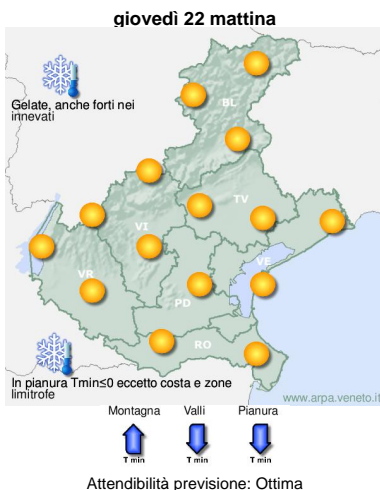 giovedì 22 mattina
Gelate, anche forti nei
innevati
BL
TV
VI
VE
VR
PD
RO
In pianura Tmin≤0 eccetto costa e zone
limitrofe
www.arpa.veneto.it
Montagna Valli Pianura
T min T min T min
Attendibilità previsione: Ottima